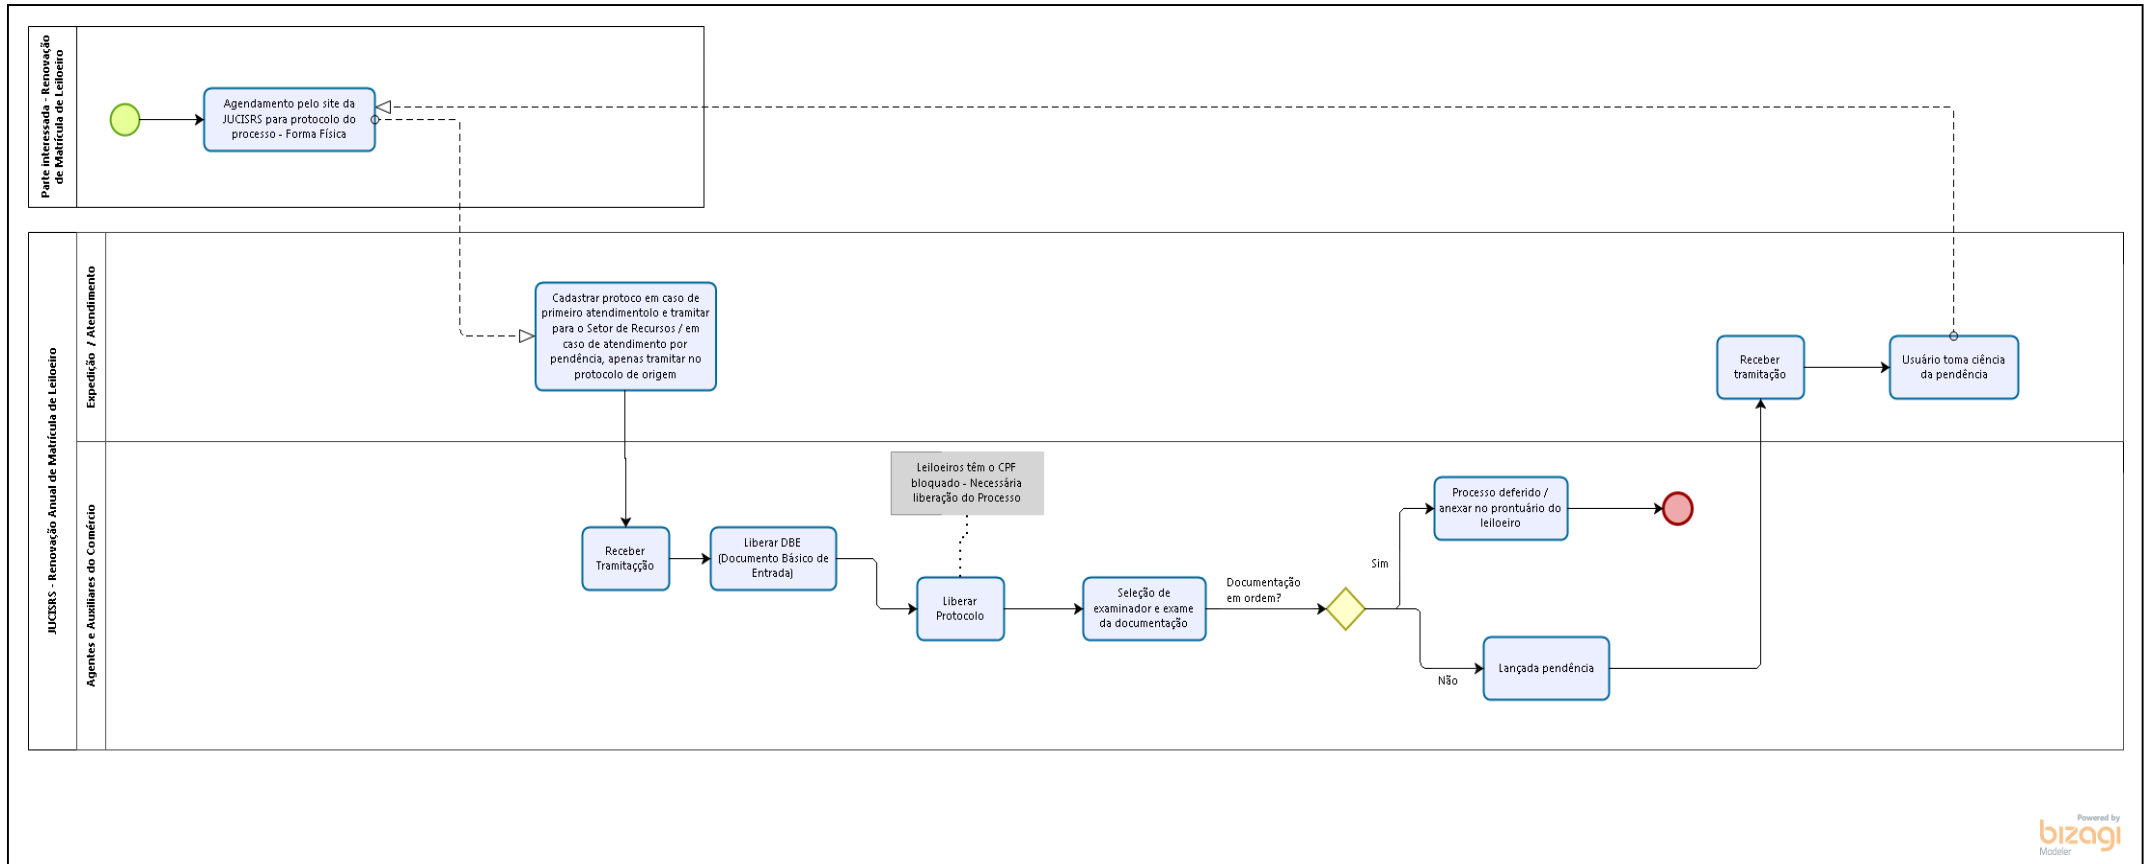 Parte interessada - Renovação
de Matrícula de Leiloeiro
Agendamento pelo site da
JUCISRS para protocolo do
processo - Forma Física
JUCISRS - Renovação Anual de Matrícula de Leiloeiro
Expedição / Atendimento
Cadastrar protoco em caso de
primeiro atendimentolo e tramitar
para o Setor de Recursos / em
caso de atendimento por
pendência, apenas tramitar no
protocolo de origem
Receber
tramitação
Usuário toma ciência
da pendência
Agentes e Auxiliares do Comércio
Receber
Tramitaçção
Liberar DBE
(Documento Básico de
Entrada)
Leiloeiros têm o CPF
bloquado - Necessária
liberação do Processo
Liberar
Protocolo
Seleção de
examinador e exame
da documentação
Documentação
em ordem?
Sim
Processo deferido /
anexar no prontuário do
leiloeiro
Não
Lançada pendência
Powered by
bizagi
Modeler